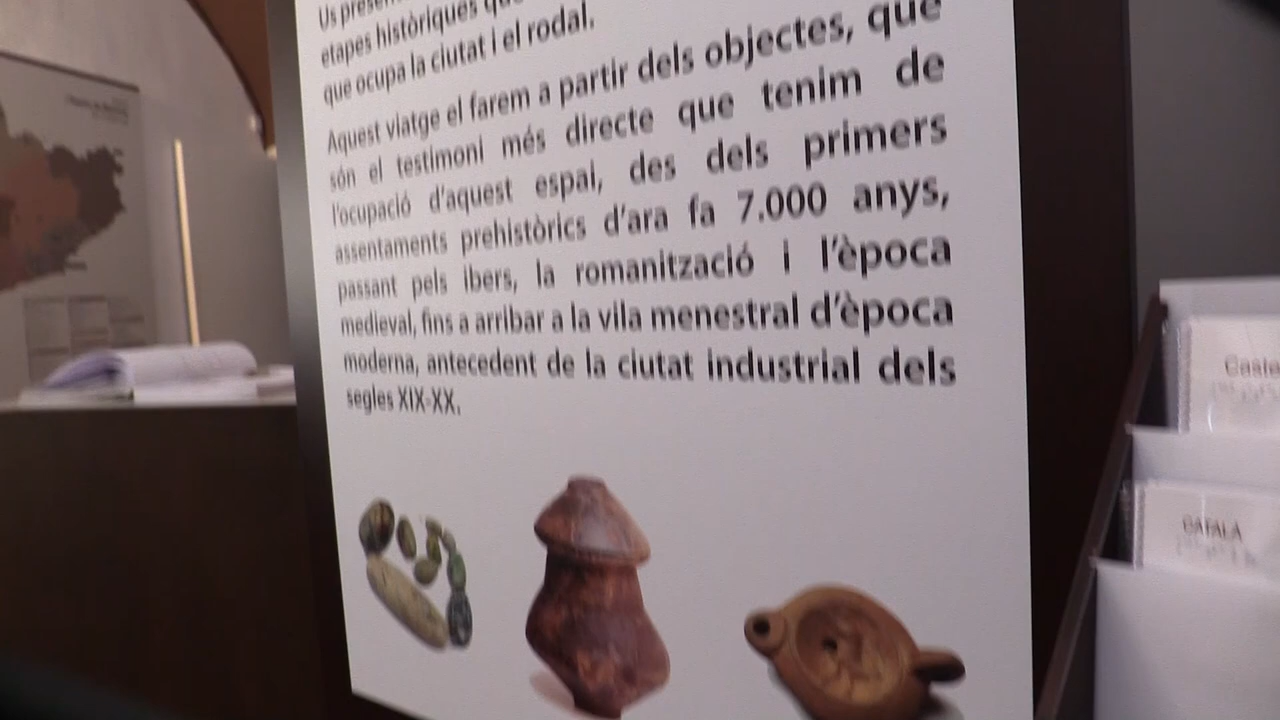 Us presen
etapes històriques que
que ocupa la ciutat i el rodal.
Aquest viatge el farem a partir dels objectes, que
són el testimoni més directe que tenim de
l'ocupació d'aquest espai, des dels primers
assentaments prehistòrics d'ara fa 7.000 anys,
passant pels ibers, la romanització i l'època
medieval, fins a arribar a la vila menestral d'època
moderna, antecedent de la ciutat industrial dels
segles XIX-XX.
Caste
CATALÀ